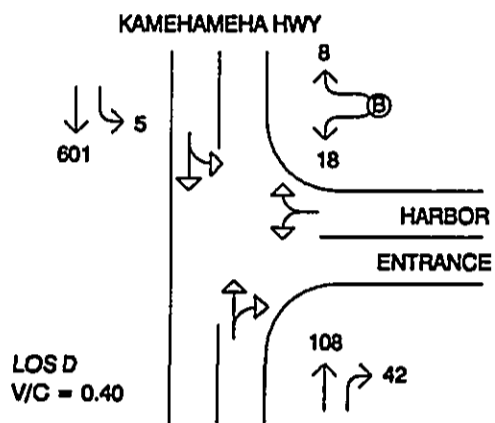 KAMEHAMEHA HWY
8
B
5
601
18
HARBOR
ENTRANCE
108
42
LOS D
V/C = 0.40